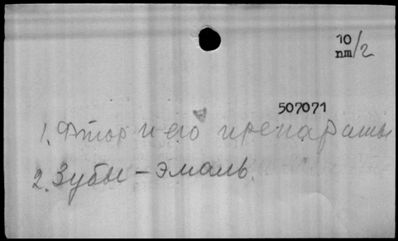 10
nm/2
507071
1. Фтор и его препараты
2. Зубы - эмаль.